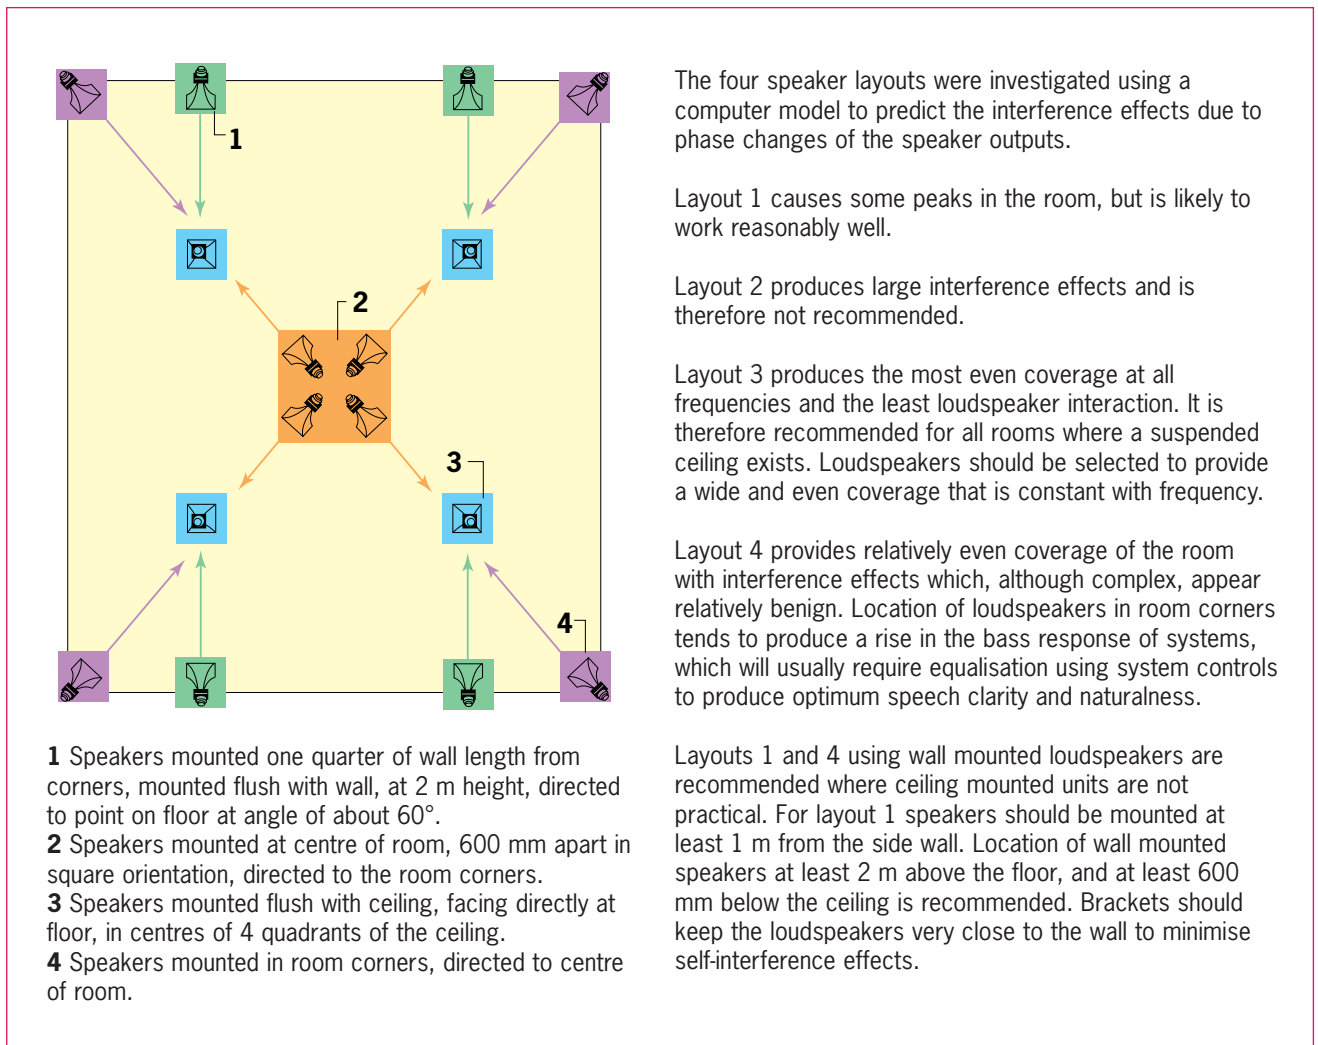 1
2
3
4
1 Speakers mounted one quarter of wall length from
corners, mounted flush with wall, at 2 m height, directed
to point on floor at angle of about 60°.
2 Speakers mounted at centre of room, 600 mm apart in
square orientation, directed to the room corners.
3 Speakers mounted flush with ceiling, facing directly at
floor, in centres of 4 quadrants of the ceiling.
4 Speakers mounted in room corners, directed to centre
of room.
The four speaker layouts were investigated using a
computer model to predict the interference effects due to
phase changes of the speaker outputs.
Layout 1 causes some peaks in the room, but is likely to
work reasonably well.
Layout 2 produces large interference effects and is
therefore not recommended.
Layout 3 produces the most even coverage at all
frequencies and the least loudspeaker interaction. It is
therefore recommended for all rooms where a suspended
ceiling exists. Loudspeakers should be selected to provide
a wide and even coverage that is constant with frequency.
Layout 4 provides relatively even coverage of the room
with interference effects which, although complex, appear
relatively benign. Location of loudspeakers in room corners
tends to produce a rise in the bass response of systems,
which will usually require equalisation using system controls
to produce optimum speech clarity and naturalness.
Layouts 1 and 4 using wall mounted loudspeakers are
recommended where ceiling mounted units are not
practical. For layout 1 speakers should be mounted at
least 1 m from the side wall. Location of wall mounted
speakers at least 2 m above the floor, and at least 600
mm below the ceiling is recommended. Brackets should
keep the loudspeakers very close to the wall to minimise
self-interference effects.